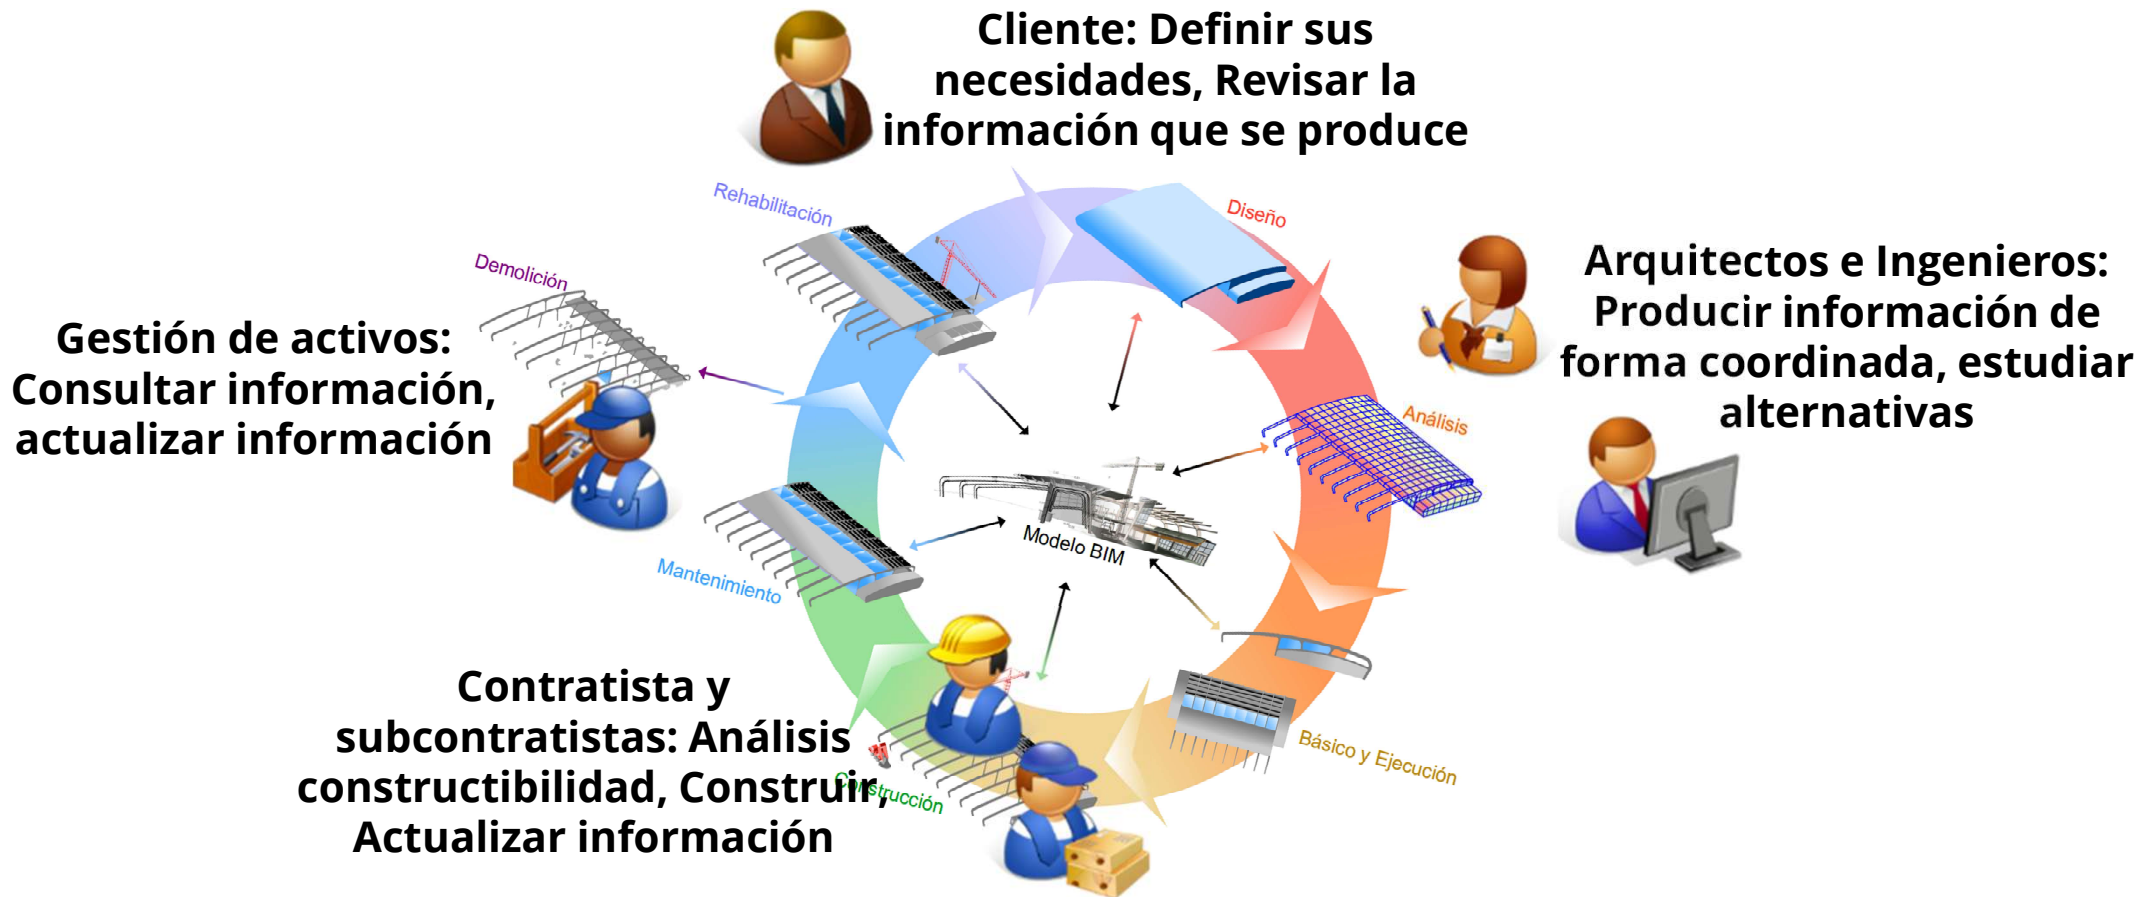 Cliente: Definir sus
necesidades, Revisar la
información que se produce
Rehabilitación
Diseño
Demolición
Arquitectos e Ingenieros:
Producir información de
forma coordinada, estudiar
alternativas
Gestión de activos:
Consultar información,
actualizar información
Análisis
Modelo BIM
Mantenimiento
Contratista y
subcontratistas: Análisis
constructibilidad, Construir,
Actualizar información
Básico y Ejecución
Construcción